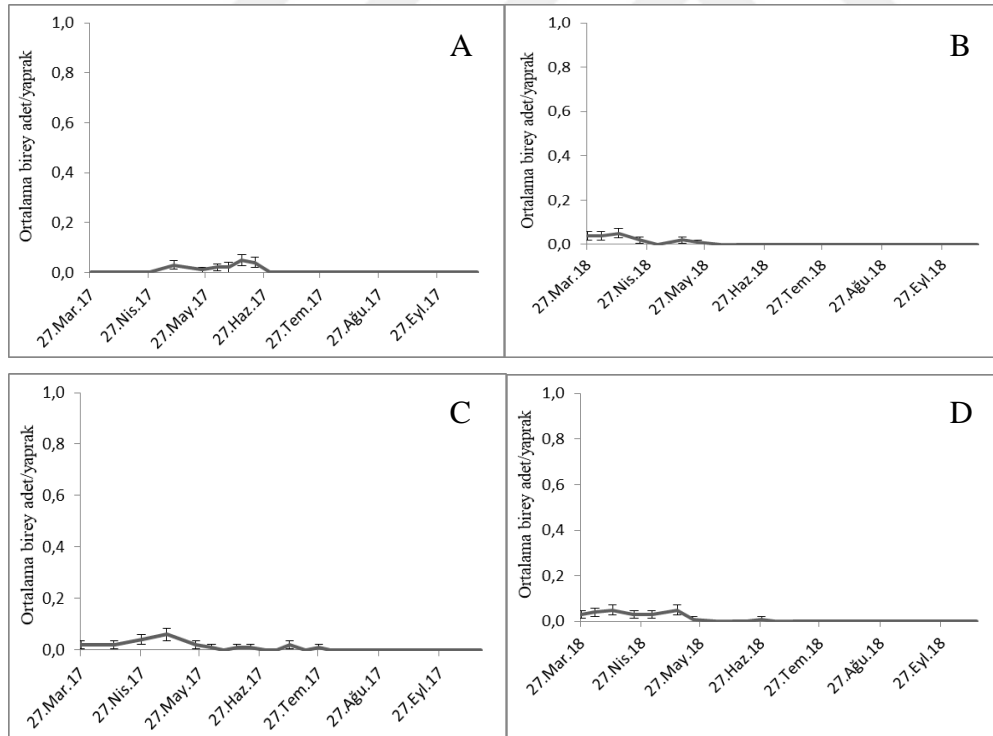 A
Ortalama birey adet/yaprak
1,0
0,8
0,6
0,4
0,2
0,0
27.Mar.17
27.Nis.17
27.May.17
27.Haz.17
27.Tem.17
27.Ağu.17
27.Eyl.17
B
Ortalama birey adet/yaprak
1,0
0,8
0,6
0,4
0,2
0,0
27.Mar.18
27.Nis.18
27.May.18
27.Haz.18
27.Tem.18
27.Ağu.18
27.Eyl.18
C
Ortalama birey adet/yaprak
1,0
0,8
0,6
0,4
0,2
0,0
27.Mar.17
27.Nis.17
27.May.17
27.Haz.17
27.Tem.17
27.Ağu.17
27.Eyl.17
D
Ortalama birey adet/yaprak
1,0
0,8
0,6
0,4
0,2
0,0
27.Mar.18
27.Nis.18
27.May.18
27.Haz.18
27.Tem.18
27.Ağu.18
27.Eyl.18